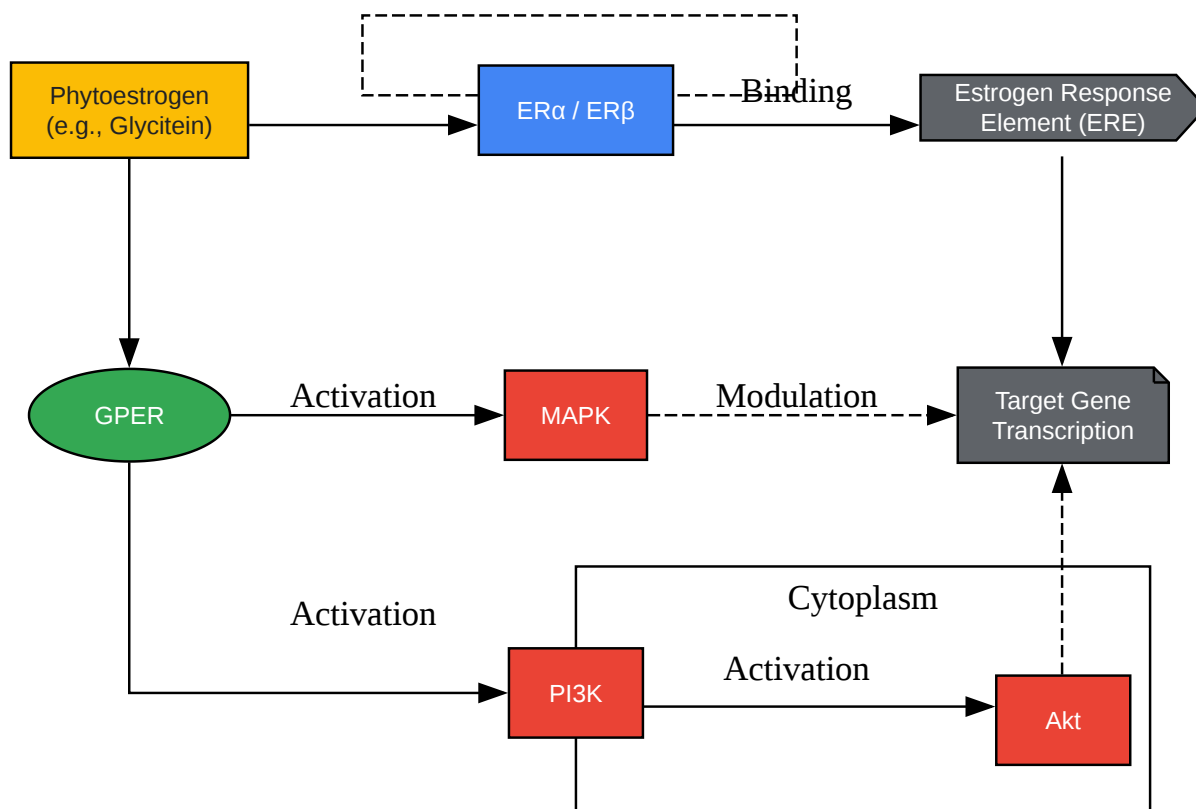 Phytoestrogen
(e.g., Glycitein)
ERα / ERβ
Binding
Estrogen Response
Element (ERE)
GPER
Activation
MAPK
Modulation
Target Gene
Transcription
Activation
Cytoplasm
PI3K
Activation
Akt